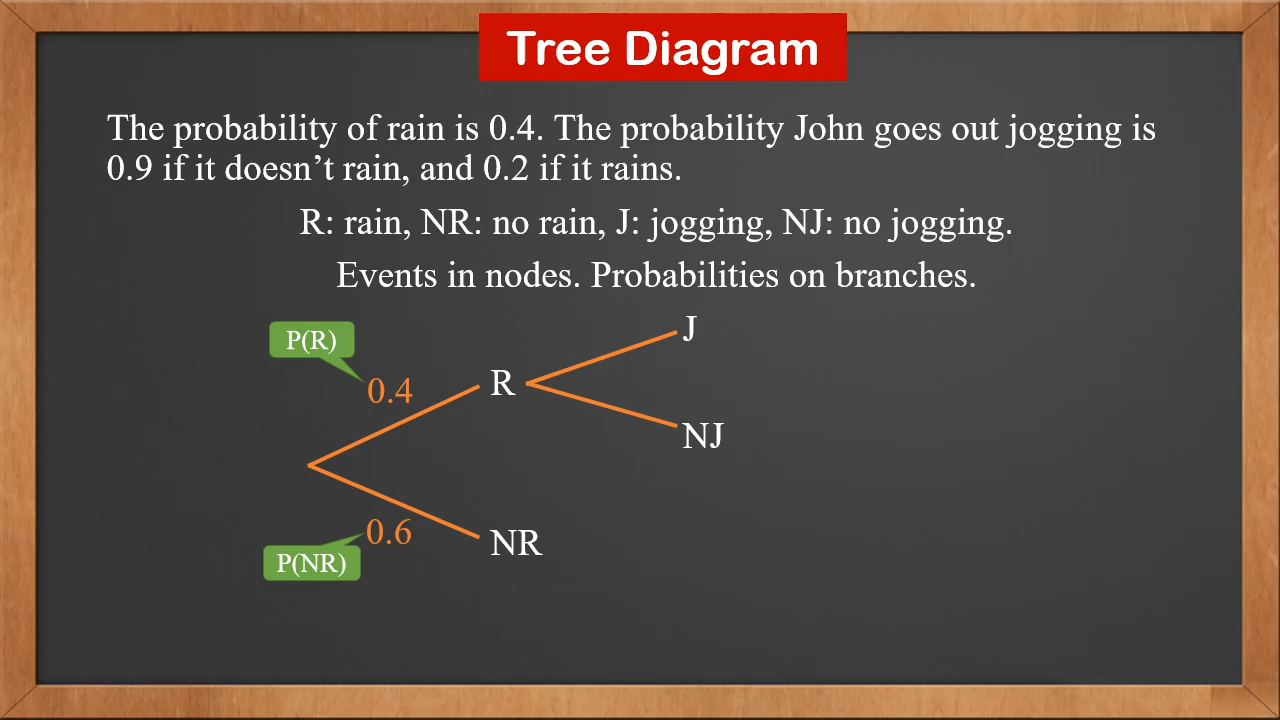 Tree Diagram
The probability of rain is 0.4. The probability John goes out jogging is
0.9 if it doesn’t rain, and 0.2 if it rains.
R: rain, NR: no rain, J: jogging, NJ: no jogging.
Events in nodes. Probabilities on branches.
J
P(R)
R
0.4
NJ
0.6
NR
P(NR)